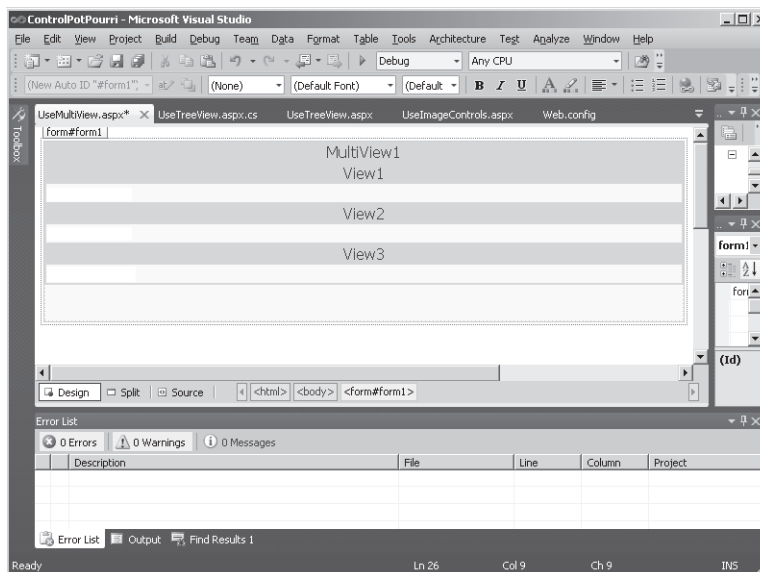 ControlPotPourri - Microsoft Visual Studio
File Edit View Project Build Debug Team Data Format Table Tools Architecture Test Analyze Window Help
Debug Any CPU
(New Auto ID "#form1"; (None) (Default Font) (Default B I U A
Toolbox
UseMultiView.aspx* UseTreeView.aspx.cs UseTreeView.aspx UseImageControls.aspx Web.config
form#form1
MultiView1
View1
View2
View3
form1
(Id)
Design Split Source <html> <body> <form#form1>
Error List
0 Errors 0 Warnings 0 Messages
Description File Line Column Project
Error List Output Find Results 1
Ready Ln 26 Col 9 Ch 9 INS